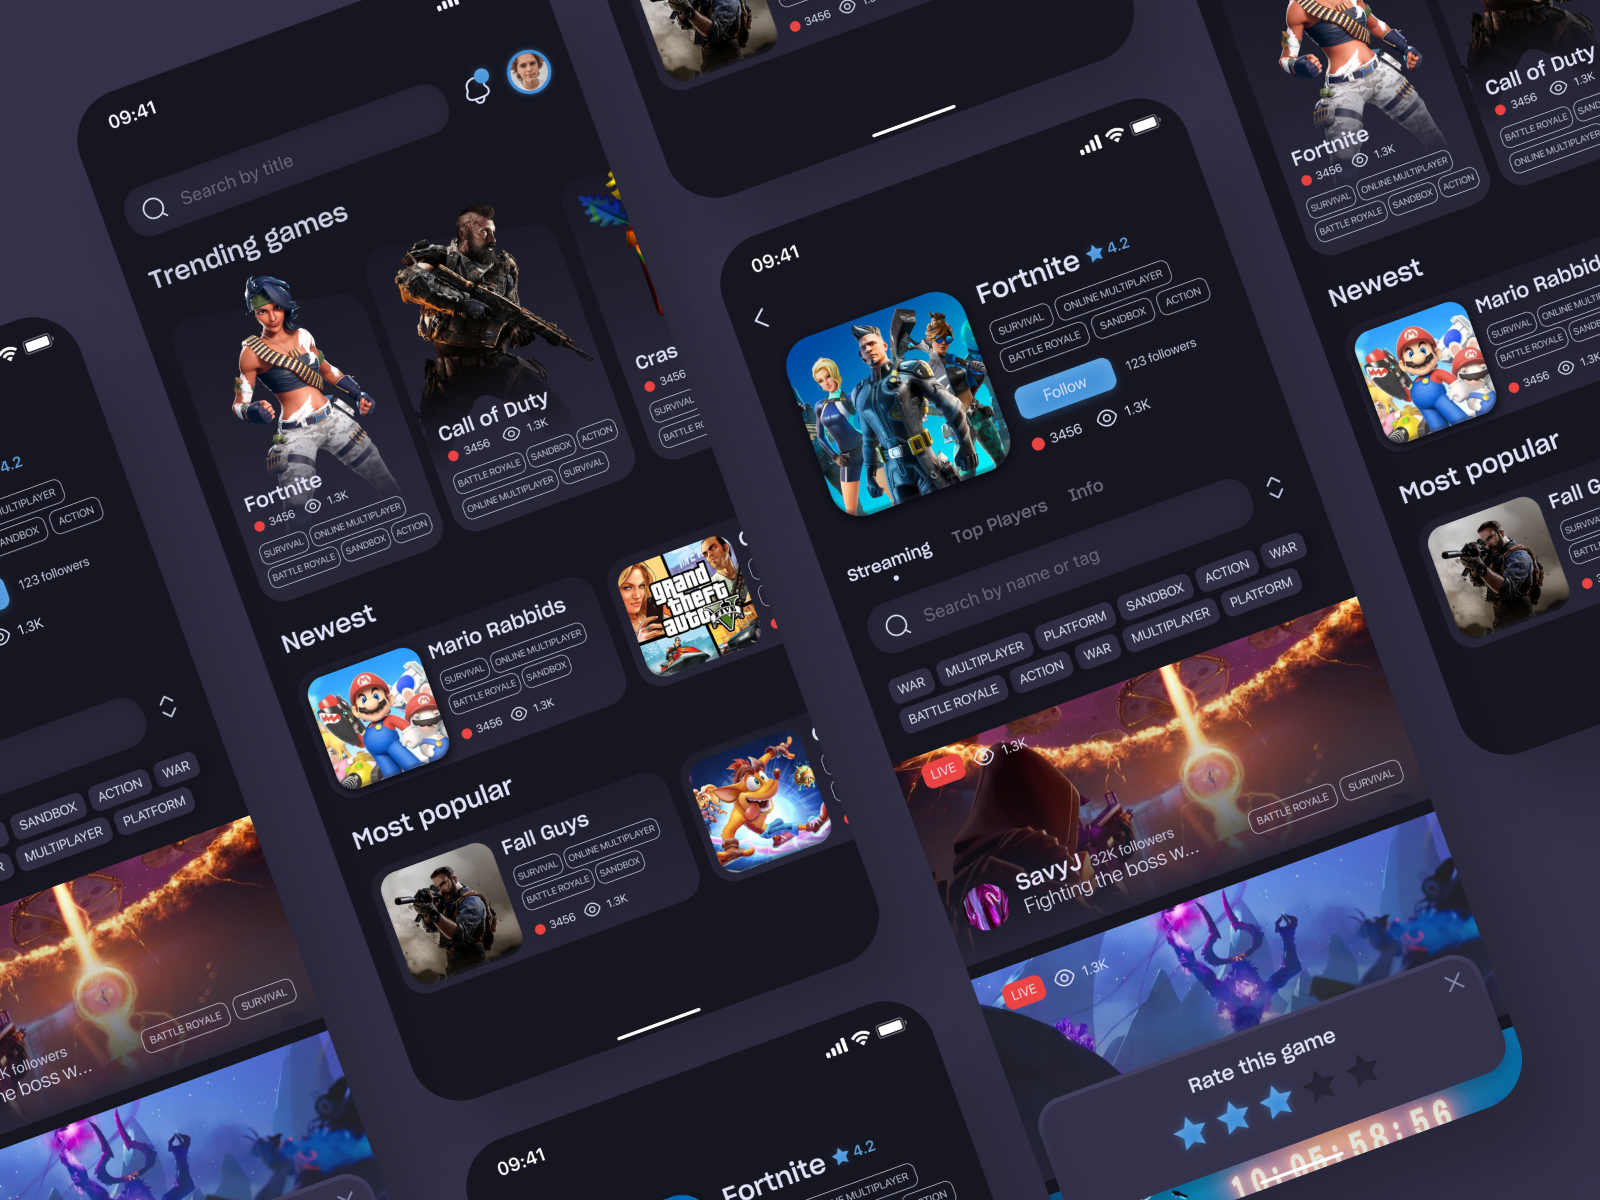 09:41
Search by title
Trending games
Fortnite
3456 1.3K
SURVIVAL ONLINE MULTIPLAYER
BATTLE ROYALE SANDBOX ACTION
Call of Duty
3456 1.3K
BATTLE ROYALE SANDBOX ACTION
ONLINE MULTIPLAYER SURVIVAL
Cras
3456
SURVIVAL
Newest
Mario Rabbids
SURVIVAL ONLINE MULTIPLAYER
BATTLE ROYALE SANDBOX
3456 1.3K
grand
theft
auto
V
FIVE
Most popular
Fall Guys
SURVIVAL ONLINE MULTIPLAYER
BATTLE ROYALE SANDBOX
3456 1.3K
4.2
MULTIPLAYER
SANDBOX ACTION
123 followers
1.3K
SANDBOX ACTION WAR
MULTIPLAYER PLATFORM
BATTLE ROYALE SURVIVAL
K followers
he boss w...
3456
09:41
Fortnite 4.2
SURVIVAL ONLINE MULTIPLAYER
BATTLE ROYALE SANDBOX ACTION
Follow 123 followers
3456 1.3K
Streaming Top Players Info
Search by name or tag
WAR MULTIPLAYER PLATFORM SANDBOX ACTION WAR
BATTLE ROYALE ACTION WAR MULTIPLAYER PLATFORM
LIVE 1.3K
BATTLE ROYALE SURVIVAL
SavyJ 32K followers
Fighting the boss w...
LIVE 1.3K
Rate this game
10:05:58:56
09:41
Fortnite 4.2
MULTIPLAYER
Fortnite
3456 1.3K
SURVIVAL ONLINE MULTIPLAYER
BATTLE ROYALE SANDBOX ACTION
Call of Duty
3456 1.3K
BATTLE ROYALE SAND
ONLINE MULTIPLAYER
Newest
Mario Rabbid
SURVIVAL ONLINE MULTIP
BATTLE ROYALE SANDB
3456 1.3K
Most popular
Fall G
SURVIVA
BATTL